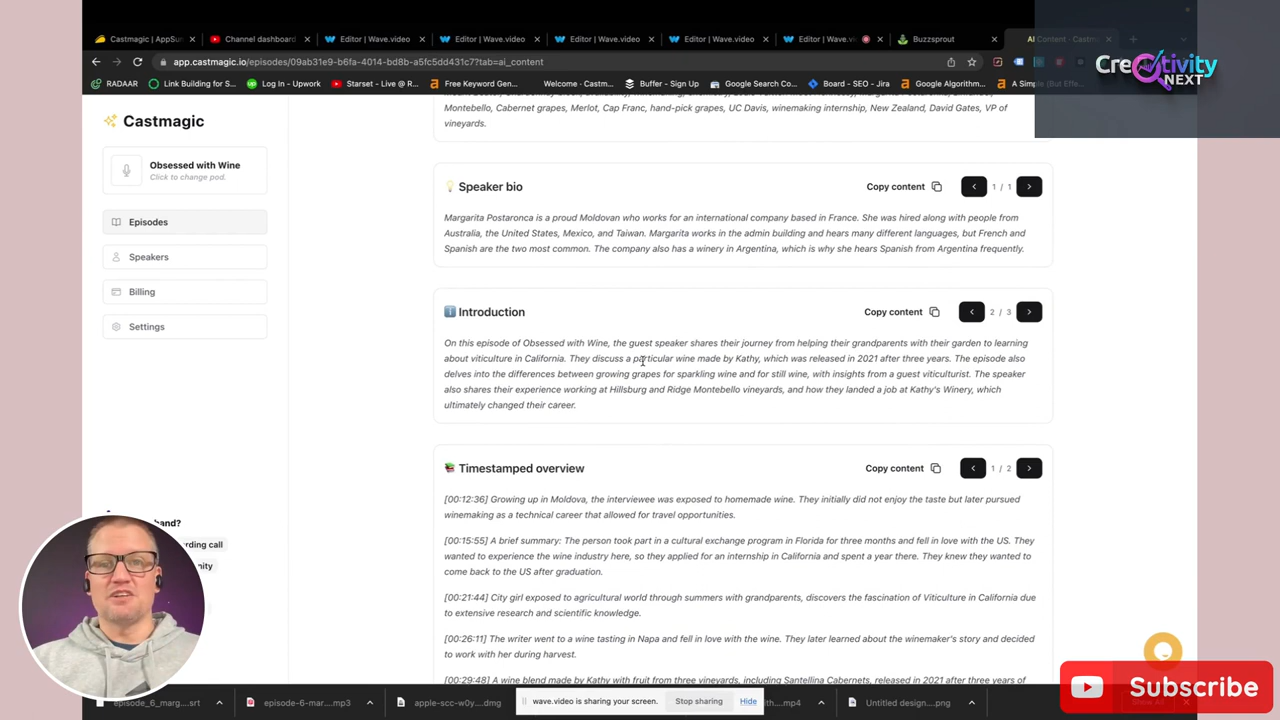 Castmagic | AppSu
Channel dashboard
Editor | Wave.video
Editor | Wave.video
Editor | Wave.video
Editor | Wave.video
Editor | Wave.vi
Buzzsprout
AI Content - Castm
app.castmagic.io/episodes/09ab31e9-b6fa-4014-bd8b-a5fc5dd431c7?tab=ai_content
Cre@tivity
NEXT
RADAAR
Link Building for S...
Log In – Upwork
Starset - Live @ R...
Free Keyword Gen...
Welcome - Castm...
Buffer - Sign Up
Google Search Co...
Board - SEO - Jira
Google Algorithm...
A Simple (But Effe...
Montebello, Cabernet grapes, Merlot, Cap Franc, hand-pick grapes, UC Davis, winemaking internship, New Zealand, David Gates, VP of
vineyards.
Castmagic
Obsessed with Wine
Click to change pod.
Episodes
Speakers
Billing
Settings
Speaker bio
Copy content
1 / 1
Margarita Postaronca is a proud Moldovan who works for an international company based in France. She was hired along with people from
Australia, the United States, Mexico, and Taiwan. Margarita works in the admin building and hears many different languages, but French and
Spanish are the two most common. The company also has a winery in Argentina, which is why she hears Spanish from Argentina frequently.
Introduction
Copy content
2 / 3
On this episode of Obsessed with Wine, the guest speaker shares their journey from helping their grandparents with their garden to learning
about viticulture in California. They discuss a particular wine made by Kathy, which was released in 2021 after three years. The episode also
delves into the differences between growing grapes for sparkling wine and for still wine, with insights from a guest viticulturist. The speaker
also shares their experience working at Hillsburg and Ridge Montebello vineyards, and how they landed a job at Kathy's Winery, which
ultimately changed their career.
Timestamped overview
Copy content
1 / 2
[00:12:36] Growing up in Moldova, the interviewee was exposed to homemade wine. They initially did not enjoy the taste but later pursued
winemaking as a technical career that allowed for travel opportunities.
[00:15:55] A brief summary: The person took part in a cultural exchange program in Florida for three months and fell in love with the US. They
wanted to experience the wine industry here, so they applied for an internship in California and spent a year there. They knew they wanted to
come back to the US after graduation.
[00:21:44] City girl exposed to agricultural world through summers with grandparents, discovers the fascination of Viticulture in California due
to extensive research and scientific knowledge.
[00:26:11] The writer went to a wine tasting in Napa and fell in love with the wine. They later learned about the winemaker's story and decided
to work with her during harvest.
[00:29:48] A wine blend made by Kathy with fruit from three vineyards, including Santellina Cabernets, released in 2021 after three years of
hand?
rding call
nity
episode_6_marg....srt
episode-6-mar....mp3
apple-scc-w0y....dmg
wave.video is sharing your screen.
Stop sharing
Hide
ith....mp4
Untitled design....png
Subscribe